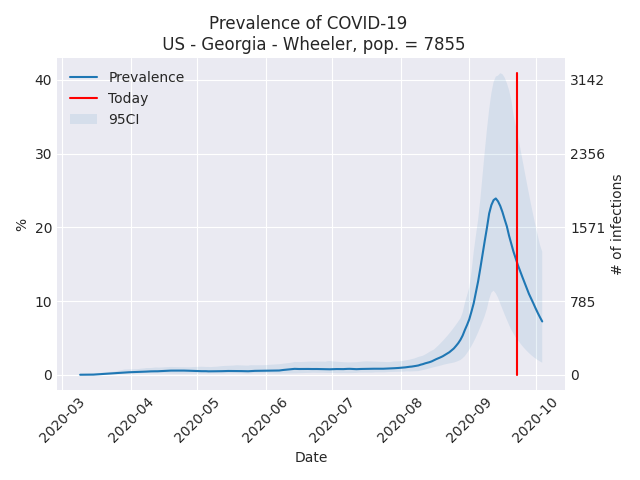 Prevalence of COVID-19
US - Georgia - Wheeler, pop. = 7855
Prevalence
Today
95CI
40
30
20
10
0
%
3142
2356
1571
785
0
# of infections
2020-03
2020-04
2020-05
2020-06
2020-07
2020-08
2020-09
2020-10
Date